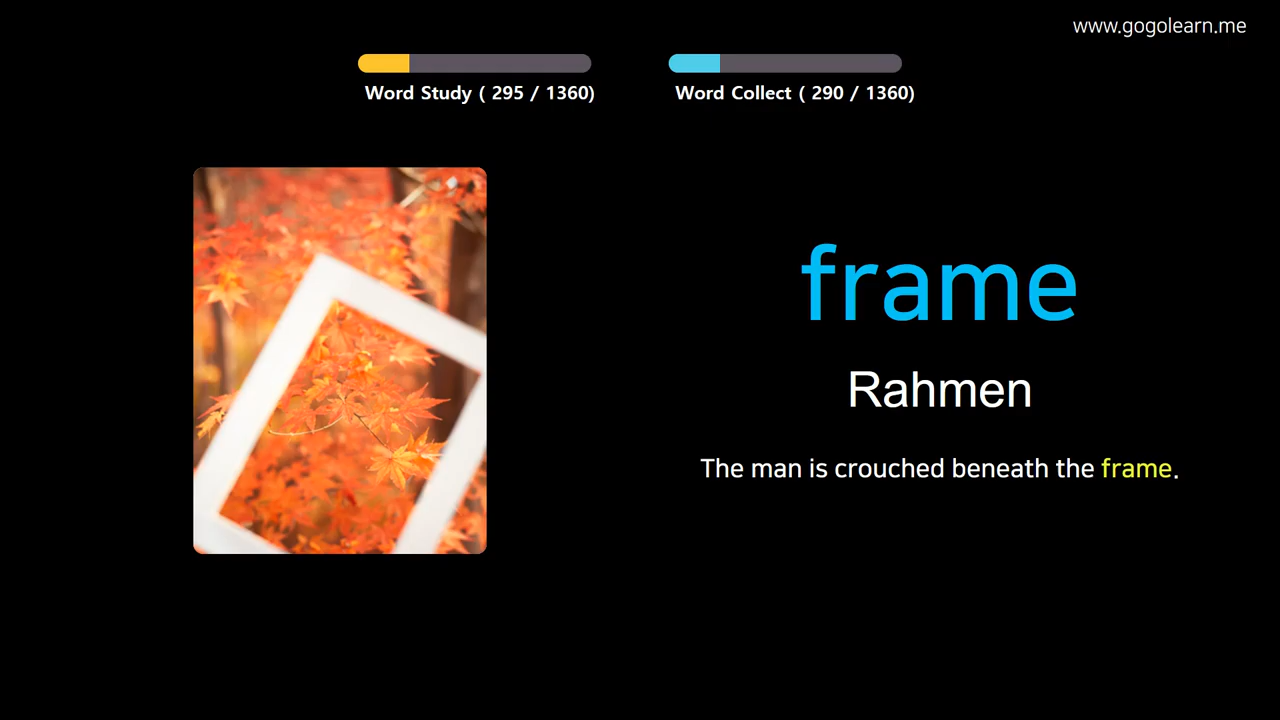 www.gogolearn.me
Word Study ( 295 / 1360)
Word Collect ( 290 / 1360)
frame
Rahmen
The man is crouched beneath the frame.